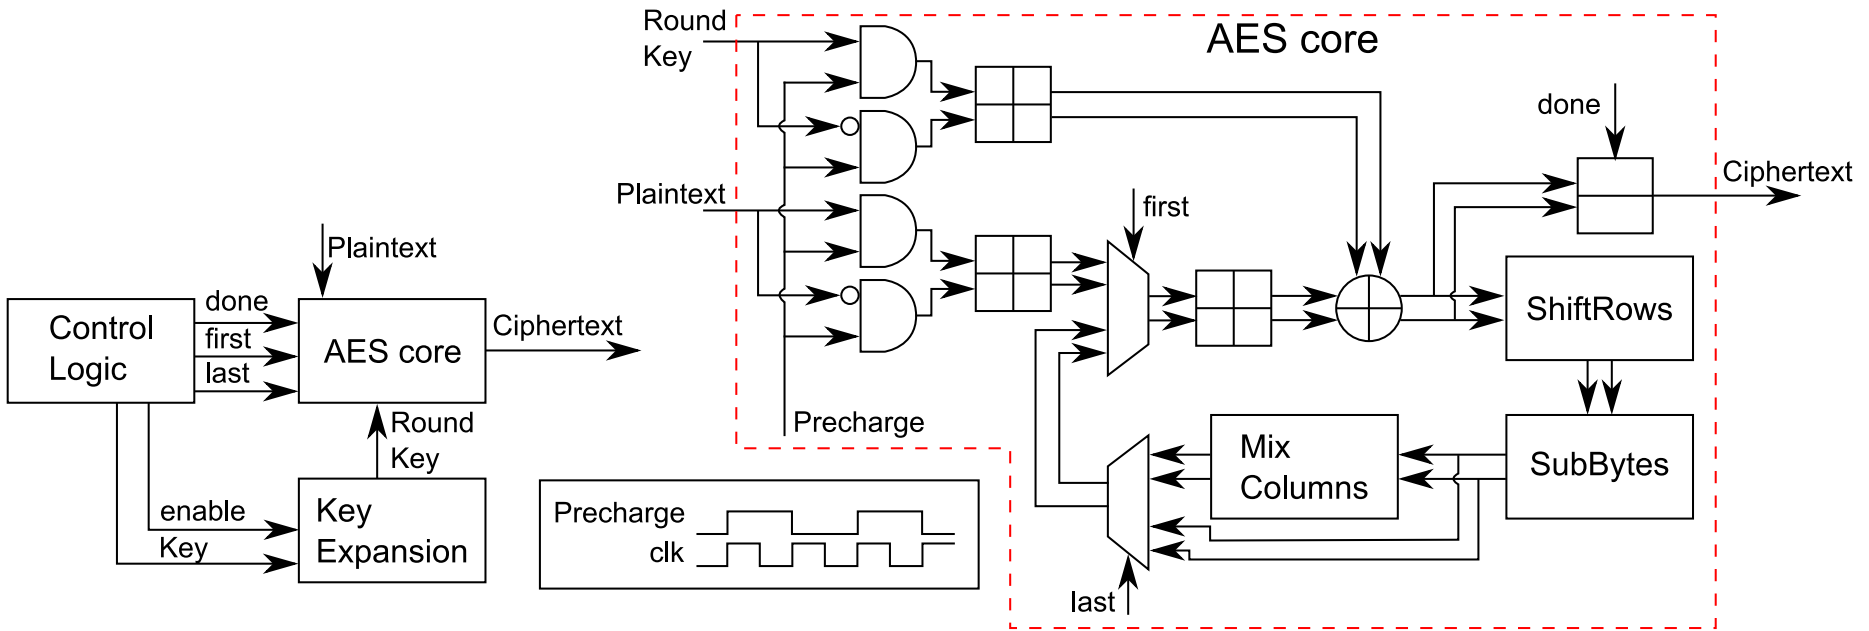 Plaintext
Control
Logic
done
first
last
AES core
Ciphertext
Round
Key
enable
Key
Key
Expansion
Precharge
clk
Round
Key
AES core
Plaintext
Precharge
first
done
Ciphertext
ShiftRows
SubBytes
Mix
Columns
last